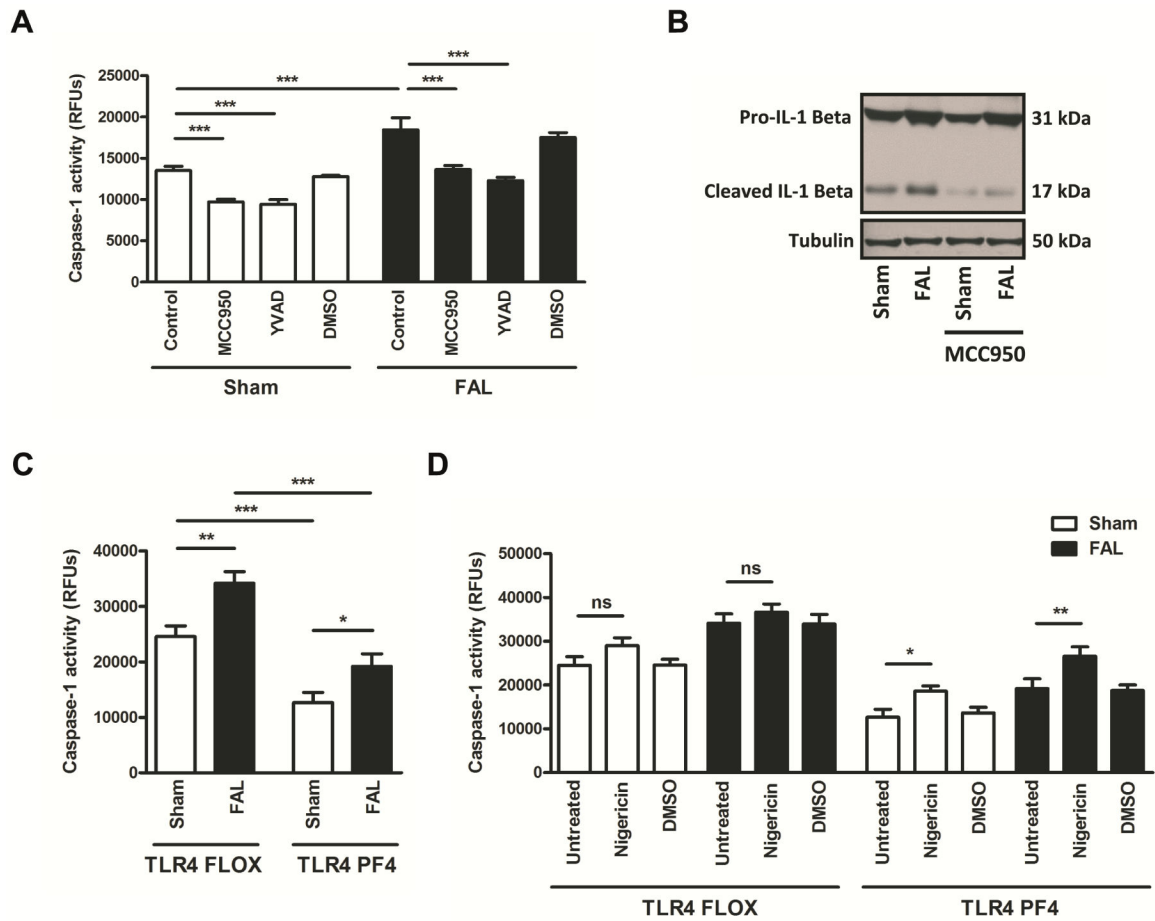 A
Caspase-1 activity (RFUs)
25000
20000
15000
10000
5000
0
***
***
***
***
***
Control
MCC950
YVAD
DMSO
Control
MCC950
YVAD
DMSO
Sham
FAL
B
Pro-IL-1 Beta
31 kDa
Cleaved IL-1 Beta
17 kDa
Tubulin
50 kDa
Sham
FAL
Sham
FAL
MCC950
C
Caspase-1 activity (RFUs)
40000
30000
20000
10000
0
***
***
**
*
Sham
FAL
Sham
FAL
TLR4 FLOX
TLR4 PF4
D
Sham
FAL
Caspase-1 activity (RFUs)
50000
40000
30000
20000
10000
0
ns
ns
*
**
Untreated
Nigericin
DMSO
Untreated
Nigericin
DMSO
Untreated
Nigericin
DMSO
Untreated
Nigericin
DMSO
TLR4 FLOX
TLR4 PF4